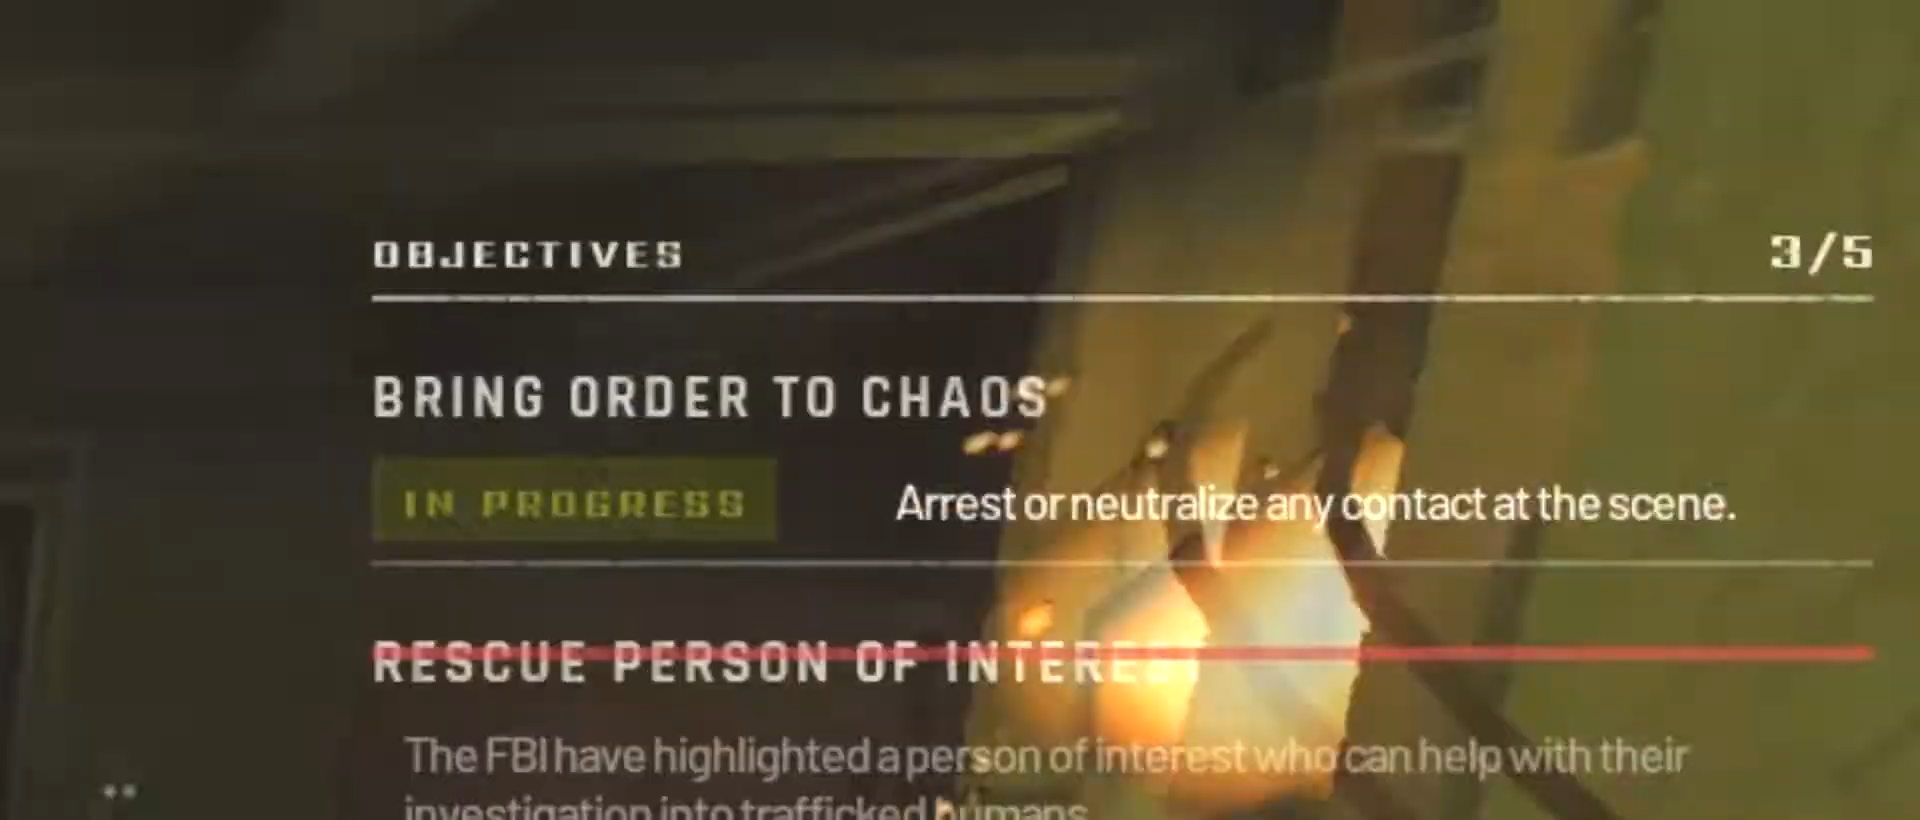 OBJECTIVES 3/5
BRING ORDER TO CHAOS
IN PROGRESS Arrest or neutralize any contact at the scene.
RESCUE PERSON OF INTEREST
The FBI have highlighted a person of interest who can help with their
investigation into trafficked humans.